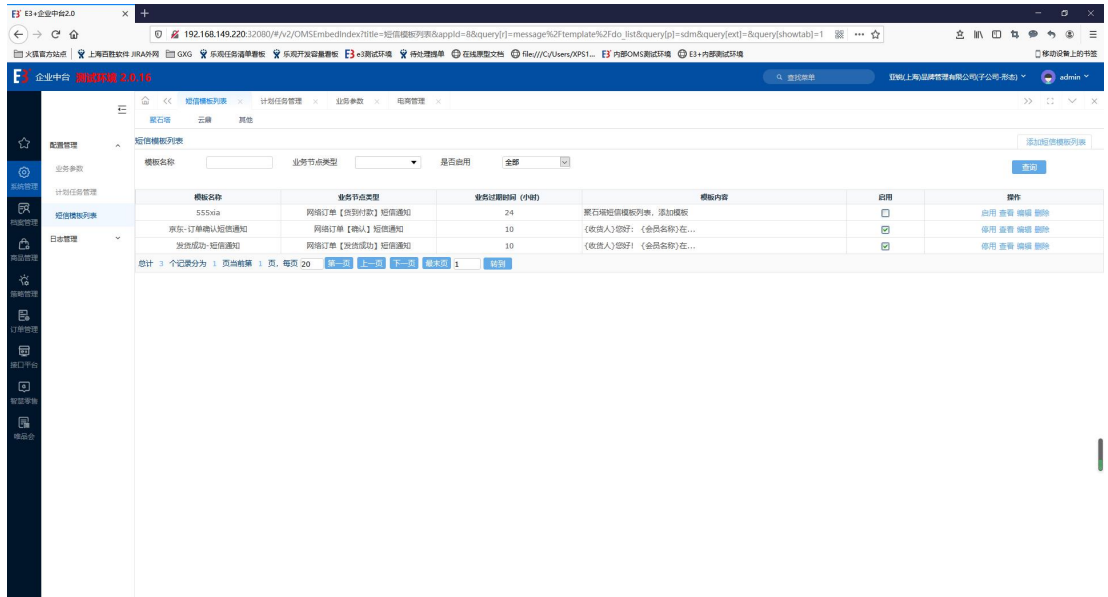 E3+企业中台2.0
192.168.149.220:32080/#/v2/OMSEmbedIndex?title=短信模板列表&appId=8&query[r]=message%2Ftemplate%2Fdo_list&query[p]=sdm&query[ext]=&query[showtab]=1
火狐官方站点 上海百胜软件 JIRA外网 GXG 乐观任务清单看板 乐观开发容量看板 e3测试环境 待处理清单 在线原型文档 file:///C:/Users/XPS1... 内部OMS测试环境 E3+内部测试环境 移动设备上的书签
E3 企业中台 测试环境 2.0.16 查找菜单 admin
短信模板列表 计划任务管理 业务参数 电商管理
聚石塔 云鼎 其他
短信模板列表 添加短信模板列表
模板名称 业务节点类型 是否启用 全部
查询
配置管理
业务参数
计划任务管理
短信模板列表
日志管理
系统管理
档案管理
商品管理
策略管理
订单管理
接口平台
智慧零售
唯品会
模板名称 业务节点类型 业务过期时间 (小时) 模板内容 启用 操作
555xia 网络订单【货到付款】短信通知 24 聚石塔短信模板列表，添加模板 启用 查看 编辑 删除
京东-订单确认短信通知 网络订单【确认】短信通知 10 {收货人}您好: {会员名称}在... 停用 查看 编辑 删除
发货成功-短信通知 网络订单【发货成功】短信通知 10 {收货人}您好! {会员名称}在... 停用 查看 编辑 删除
总计 3 个记录分为 1 页当前第 1 页，每页 20 第一页 上一页 下一页 最末页 1 转到